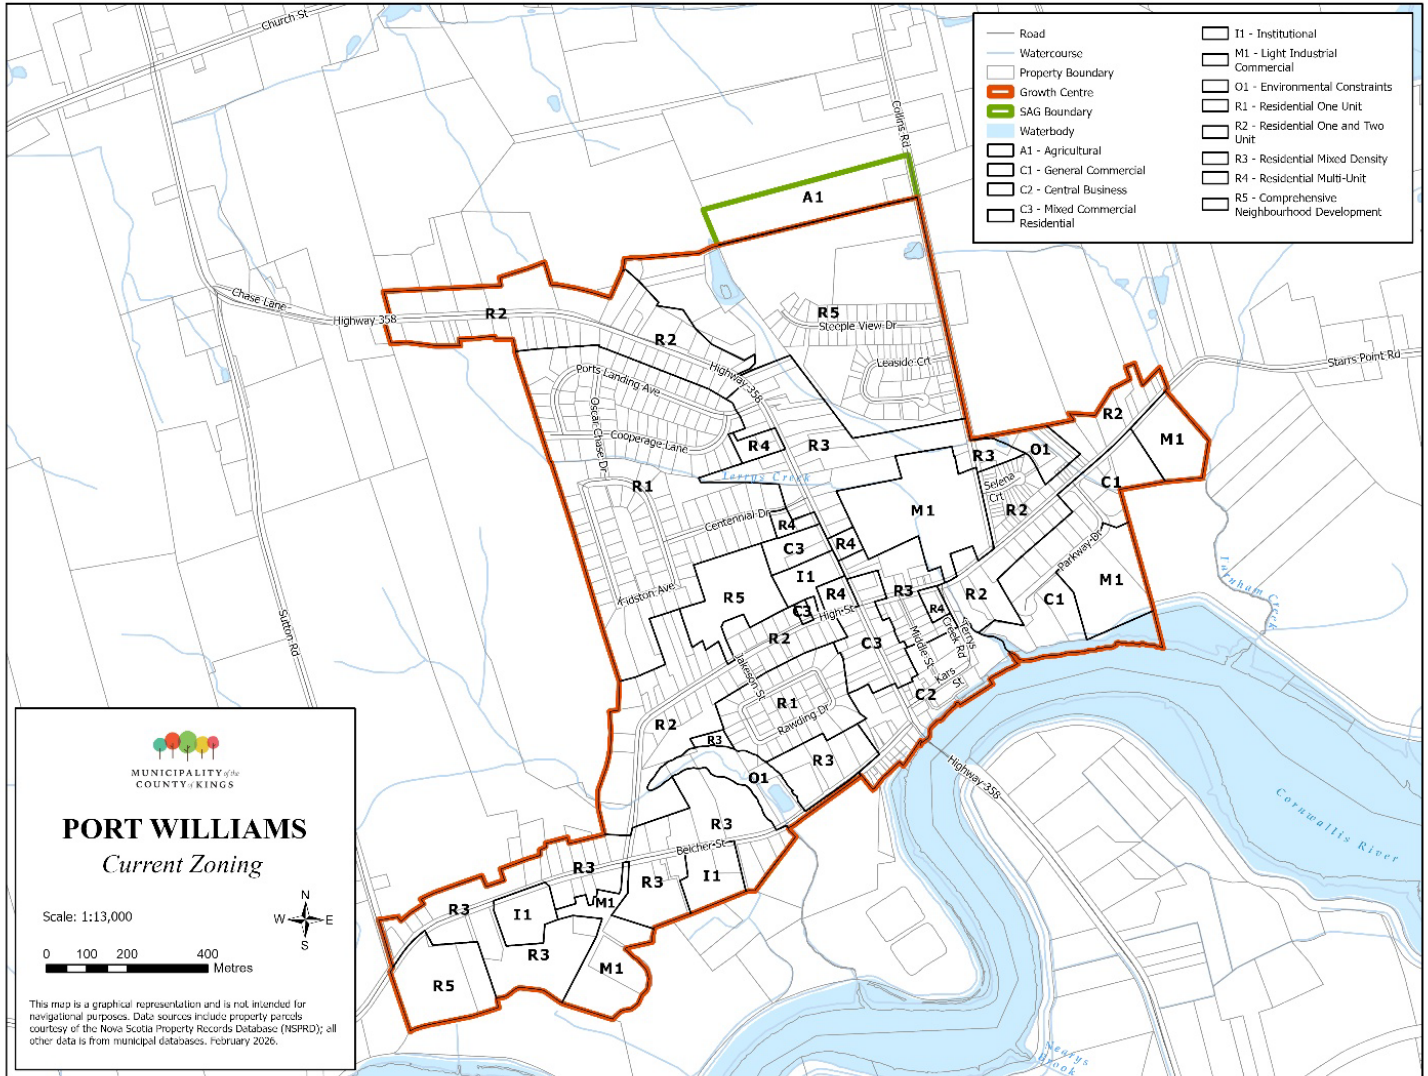 Church St
Collins Rd
Road
Watercourse
Property Boundary
Growth Centre
SAG Boundary
Waterbody
A1 - Agricultural
C1 - General Commercial
C2 - Central Business
C3 - Mixed Commercial
Residential
I1 - Institutional
M1 - Light Industrial
Commercial
O1 - Environmental Constraints
R1 - Residential One Unit
R2 - Residential One and Two
Unit
R3 - Residential Mixed Density
R4 - Residential Multi-Unit
R5 - Comprehensive
Neighbourhood Development
A1
Chase Lane
Highway 358
R2
R2
R5
Steeple View Dr
Leaside Crt
Highway 358
Starrs Point Rd
Ports Landing Ave
Oscar Chase Dr
Cooperage Lane
R4
R3
R2
M1
R3
O1
C1
Terrys Creek
R1
Selena
Crt
R2
M1
Centennial Dr
R4
C3
R4
Parkway Dr
M1
Farnham Creek
I1
R5
R4
R3
R2
C1
Kidston Ave
C3
High St
R4
R2
C3
Middle St
Terrys
Creek Rd
Sutton Rd
Jakeson St
Kars
St
C2
R1
Rawding Dr
R2
R3
R3
O1
Highway 358
Cornwallis River
R3
Belcher St
R3
R3
I1
M1
R3
I1
R3
M1
R5
Nearys
Brook
MUNICIPALITY of the
COUNTY of KINGS
PORT WILLIAMS
Current Zoning
Scale: 1:13,000
N
W E
S
0 100 200 400
Metres
This map is a graphical representation and is not intended for
navigational purposes. Data sources include property parcels
courtesy of the Nova Scotia Property Records Database (NSPRD); all
other data is from municipal databases. February 2026.